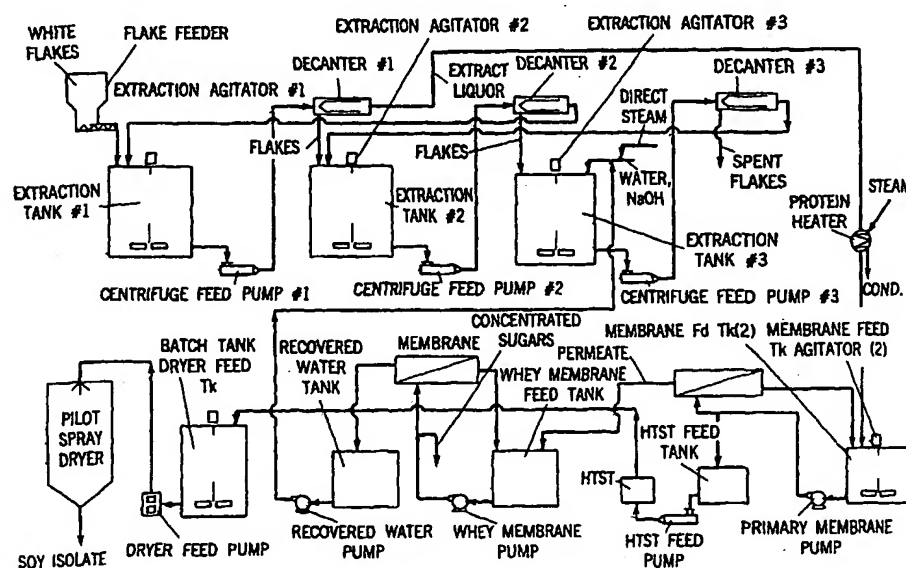 WHITE
FLAKES
FLAKE FEEDER
EXTRACTION AGITATOR #1
EXTRACTION AGITATOR #2
EXTRACTION AGITATOR #3
DECANTER #1
EXTRACT
LIQUOR
DECANTER #2
DIRECT
STEAM
DECANTER #3
FLAKES
FLAKES
WATER,
NaOH
SPENT
FLAKES
STEAM
PROTEIN
HEATER
COND.
EXTRACTION
TANK #1
EXTRACTION
TANK #2
EXTRACTION
TANK #3
CENTRIFUGE FEED PUMP #1
CENTRIFUGE FEED PUMP #2
CENTRIFUGE FEED PUMP #3
BATCH TANK
DRYER FEED
Tk
RECOVERED
WATER
TANK
MEMBRANE
CONCENTRATED
SUGARS
PERMEATE
WHEY MEMBRANE
FEED TANK
MEMBRANE Fd Tk(2)
MEMBRANE FEED
Tk AGITATOR (2)
PILOT
SPRAY
DRYER
HTST
HTST FEED
TANK
SOY ISOLATE
DRYER FEED PUMP
RECOVERED WATER
PUMP
WHEY MEMBRANE
PUMP
HTST FEED
PUMP
PRIMARY MEMBRANE
PUMP